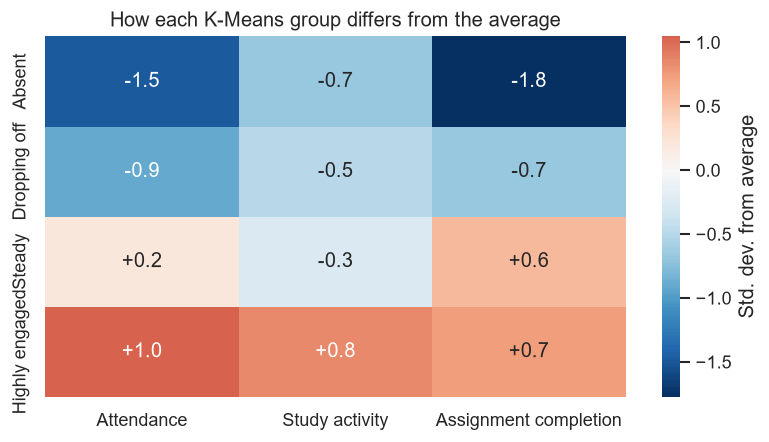 How each K-Means group differs from the average
Absent
-1.5
-0.7
-1.8
Dropping off
-0.9
-0.5
-0.7
Steady
+0.2
-0.3
+0.6
Highly engaged
+1.0
+0.8
+0.7
Attendance
Study activity
Assignment completion
1.0
0.5
0.0
−0.5
−1.0
−1.5
Std. dev. from average